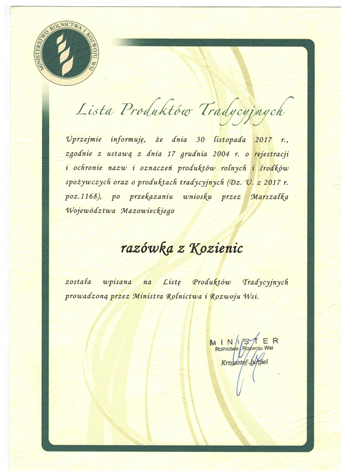 MINISTERSTWO ROLNICTWA I ROZWOJU WSI
Lista Produktów Tradycyjnych
Uprzejmie informuję, że dnia 30 listopada 2017 r.,
zgodnie z ustawą z dnia 17 grudnia 2004 r. o rejestracji
i ochronie nazw i oznaczeń produktów rolnych i środków
spożywczych oraz o produktach tradycyjnych (Dz. U. z 2017 r.
poz.1168), po przekazaniu wniosku przez Marszałka
Województwa Mazowieckiego
razówka z Kozienic
została wpisana na Listę Produktów Tradycyjnych
prowadzoną przez Ministra Rolnictwa i Rozwoju Wsi.
MINISTER
Rolnictwa i Rozwoju Wsi
Krzysztof Jurgiel